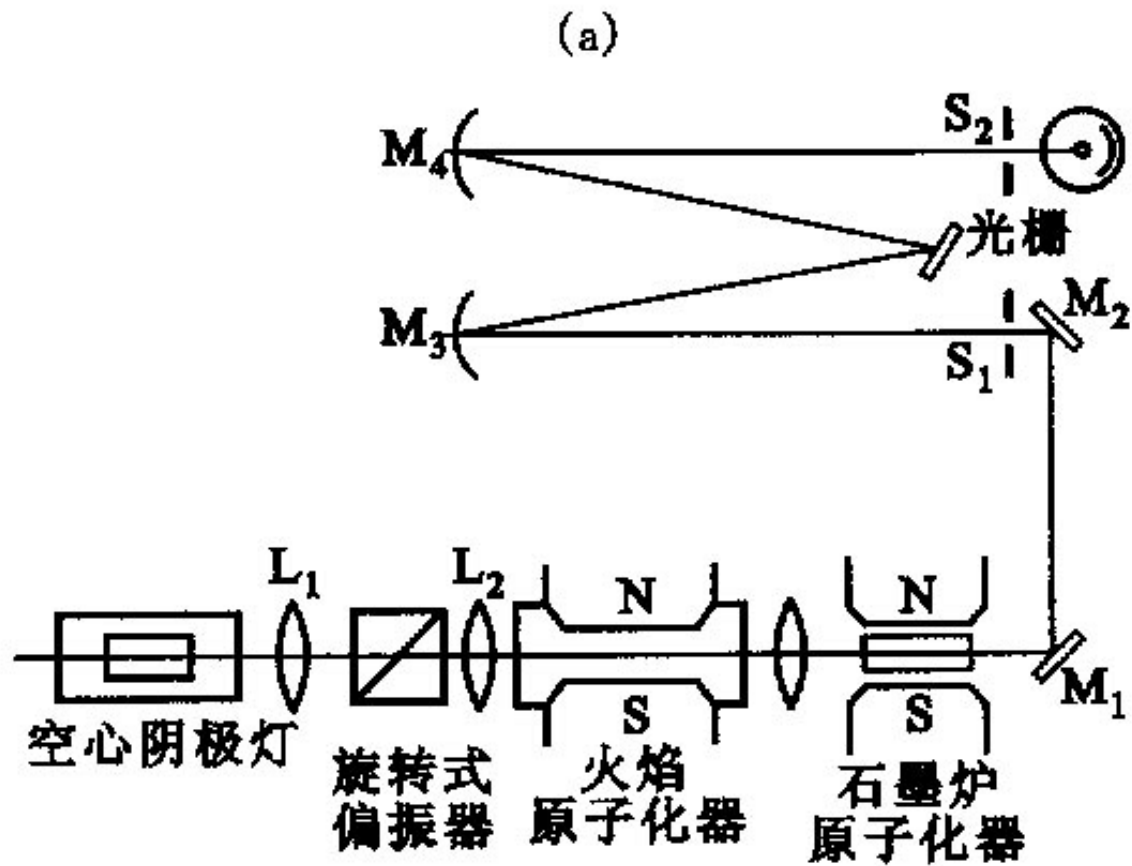 (a)
S₂
M₄
光栅
M₂
M₃
S₁
L₁
L₂
N
N
S
S
M₁
空心阴极灯
旋转式
偏振器
火焰
原子化器
石墨炉
原子化器